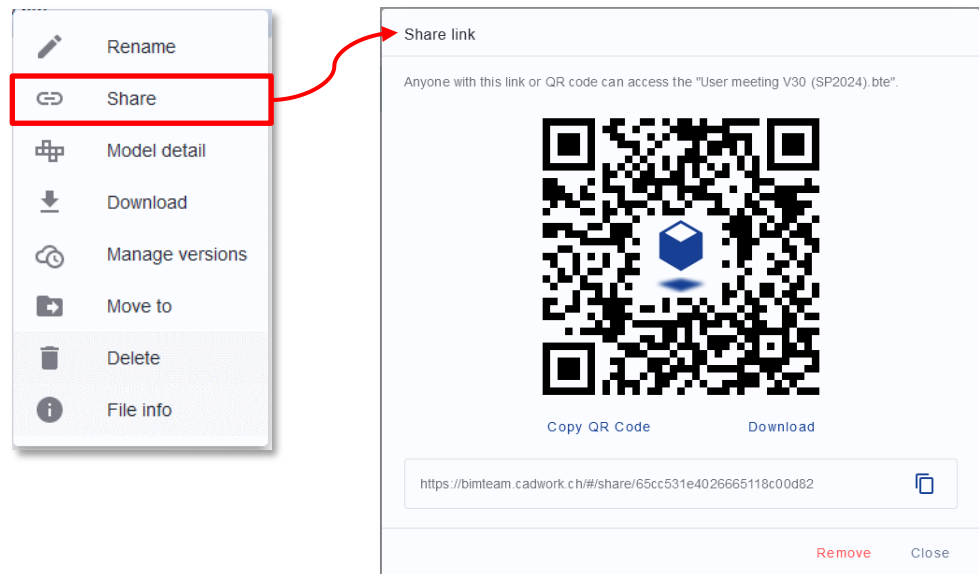 Rename
Share
Model detail
Download
Manage versions
Move to
Delete
File info
Share link
Anyone with this link or QR code can access the "User meeting V30 (SP2024).bte".
Copy QR Code
Download
https://bimteam.cadwork.ch/#/share/65cc531e4026665118c00d82
Remove
Close